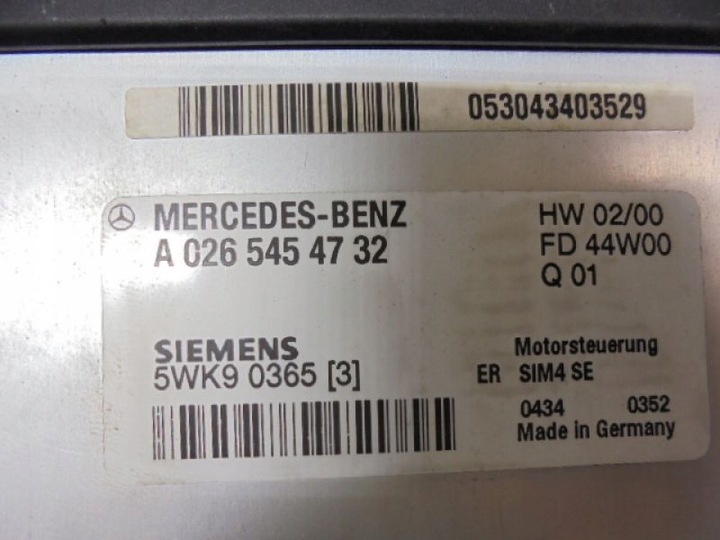 053043403529
MERCEDES-BENZ
A 026 545 47 32
HW 02/00
FD 44W00
Q 01
SIEMENS
5WK9 0365 [3]
Motorsteuerung
ER SIM4 SE
0434 0352
Made in Germany